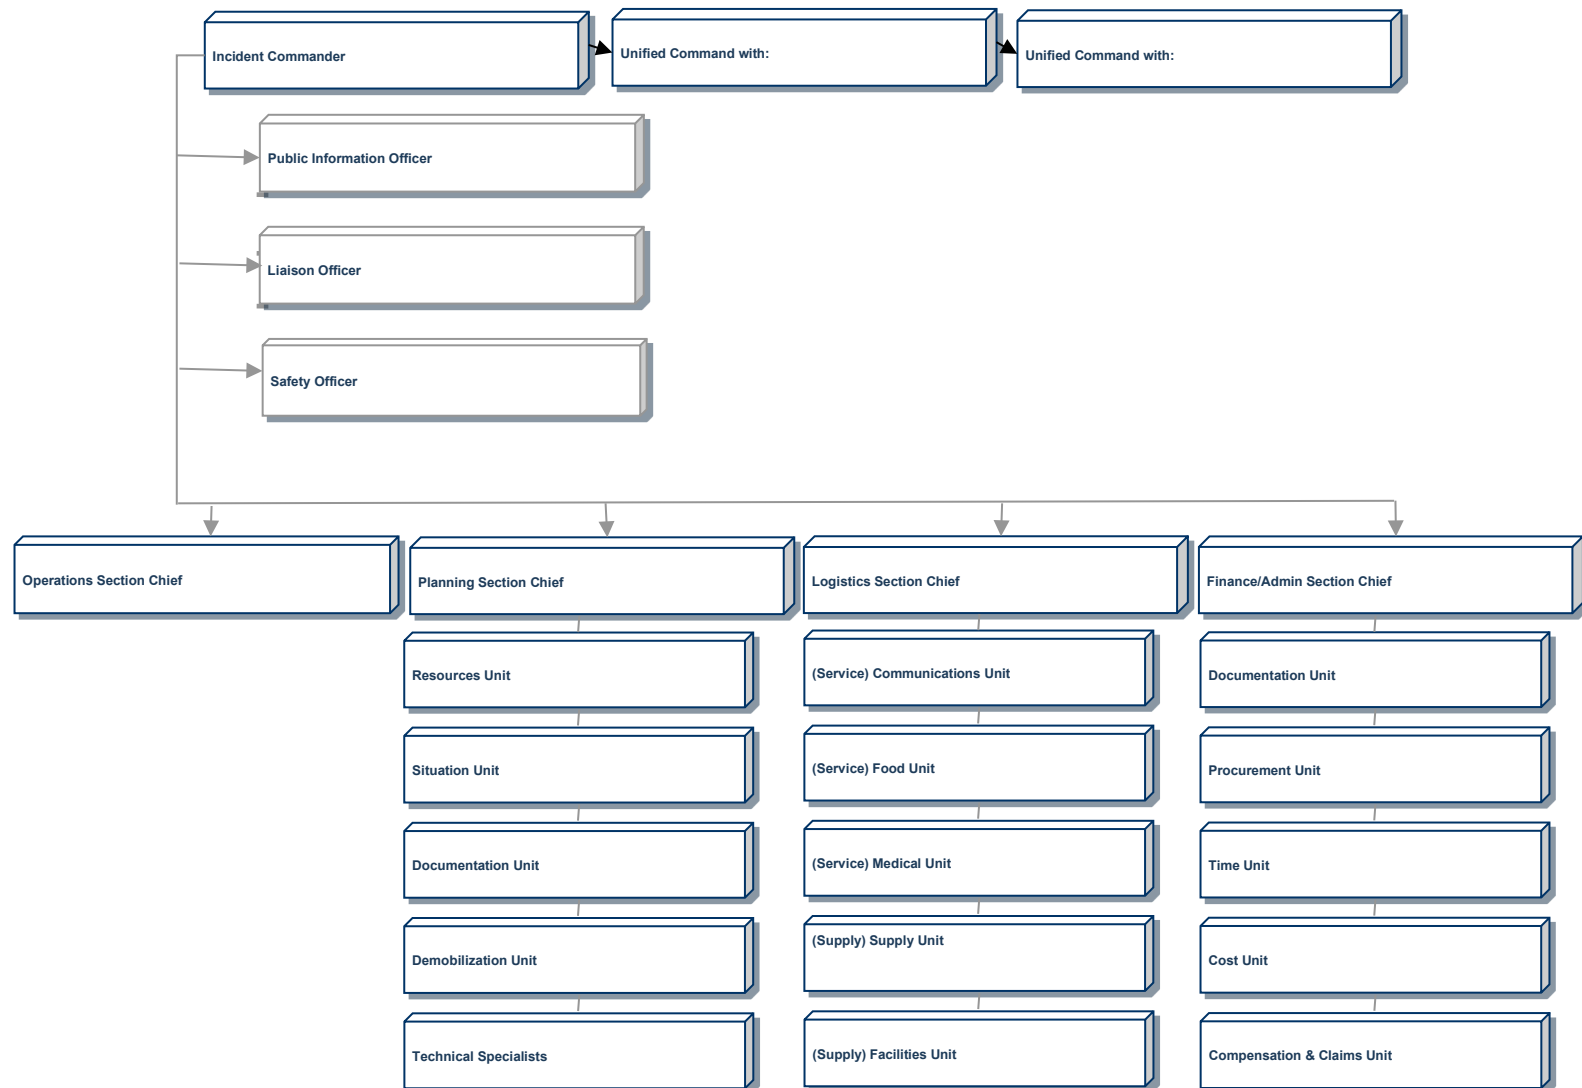 Incident Commander
Unified Command with:
Unified Command with:
Public Information Officer
Liaison Officer
Safety Officer
Operations Section Chief
Planning Section Chief
Logistics Section Chief
Finance/Admin Section Chief
Resources Unit
(Service) Communications Unit
Documentation Unit
Situation Unit
(Service) Food Unit
Procurement Unit
Documentation Unit
(Service) Medical Unit
Time Unit
Demobilization Unit
(Supply) Supply Unit
Cost Unit
Technical Specialists
(Supply) Facilities Unit
Compensation & Claims Unit